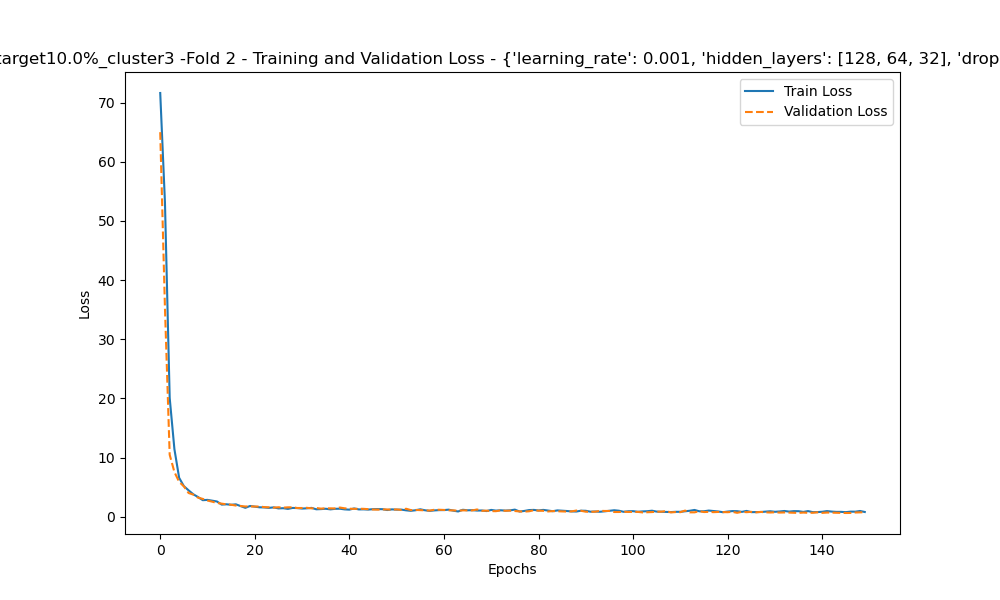 target10.0%_cluster3 -Fold 2 - Training and Validation Loss - {'learning_rate': 0.001, 'hidden_layers': [128, 64, 32], 'drop
Train Loss
Validation Loss
70
60
50
40
30
20
10
0
Loss
0 20 40 60 80 100 120 140
Epochs